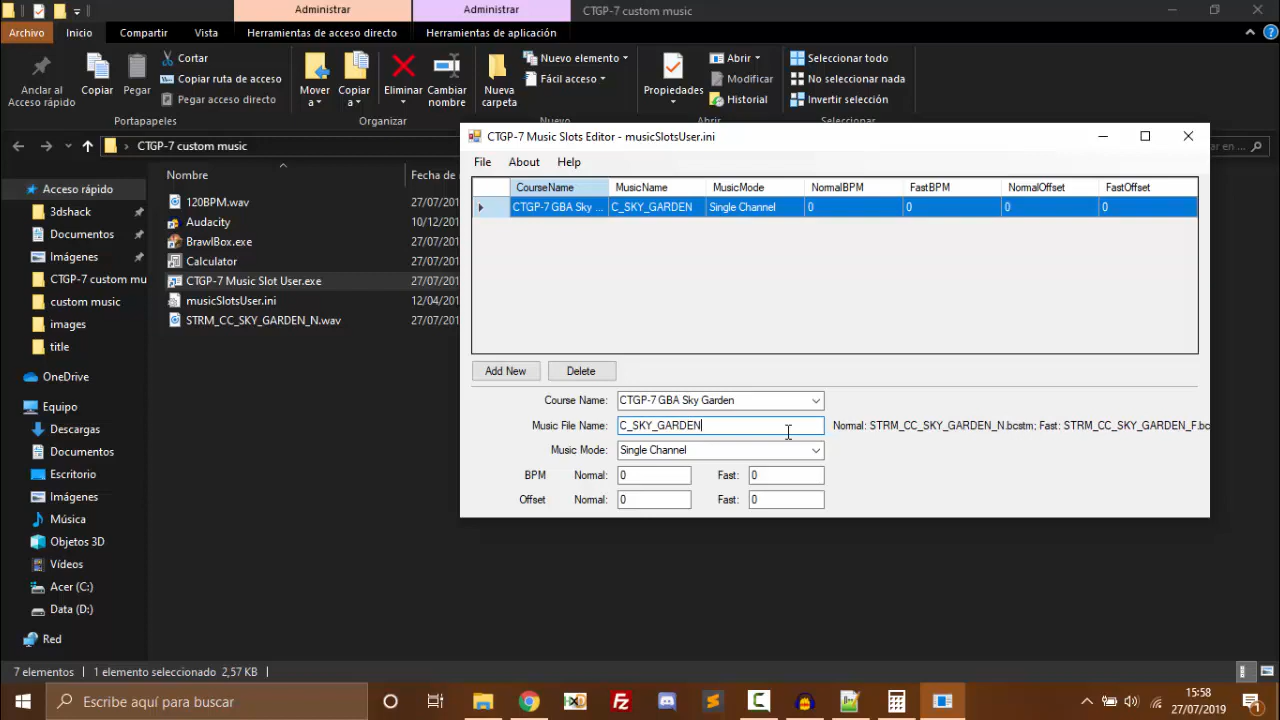 Administrar
Administrar
CTGP-7 custom music
Archivo
Inicio
Compartir
Vista
Herramientas de acceso directo
Herramientas de aplicación
Anclar al
Acceso rápido
Copiar
Pegar
Cortar
Copiar ruta de acceso
Pegar acceso directo
Mover
a
Copiar
a
Eliminar
Cambiar
nombre
Nueva
carpeta
Nuevo elemento
Fácil acceso
Propiedades
Abrir
Modificar
Historial
Seleccionar todo
No seleccionar nada
Invertir selección
Portapapeles
Organizar
Nuevo
Abrir
Seleccionar
CTGP-7 custom music
ar en ...
Acceso rápido
3dshack
Documentos
Imágenes
CTGP-7 custom mu
custom music
images
title
OneDrive
Equipo
Descargas
Documentos
Escritorio
Imágenes
Música
Objetos 3D
Vídeos
Acer (C:)
Data (D:)
Red
Nombre
Fecha de
120BPM.wav
27/07/201
Audacity
10/12/201
BrawlBox.exe
27/07/201
Calculator
27/07/201
CTGP-7 Music Slot User.exe
27/07/201
musicSlotsUser.ini
12/04/201
STRM_CC_SKY_GARDEN_N.wav
27/07/201
CTGP-7 Music Slots Editor - musicSlotsUser.ini
File
About
Help
CourseName
MusicName
MusicMode
NormalBPM
FastBPM
NormalOffset
FastOffset
CTGP-7 GBA Sky ...
C_SKY_GARDEN
Single Channel
0
0
0
0
Add New
Delete
Course Name:
CTGP-7 GBA Sky Garden
Music File Name:
C_SKY_GARDEN
Normal: STRM_CC_SKY_GARDEN_N.bcstm; Fast: STRM_CC_SKY_GARDEN_F.bc
Music Mode:
Single Channel
BPM
Normal:
0
Fast:
0
Offset
Normal:
0
Fast:
0
7 elementos
1 elemento seleccionado 2,57 KB
Escribe aquí para buscar
15:58
27/07/2019
1